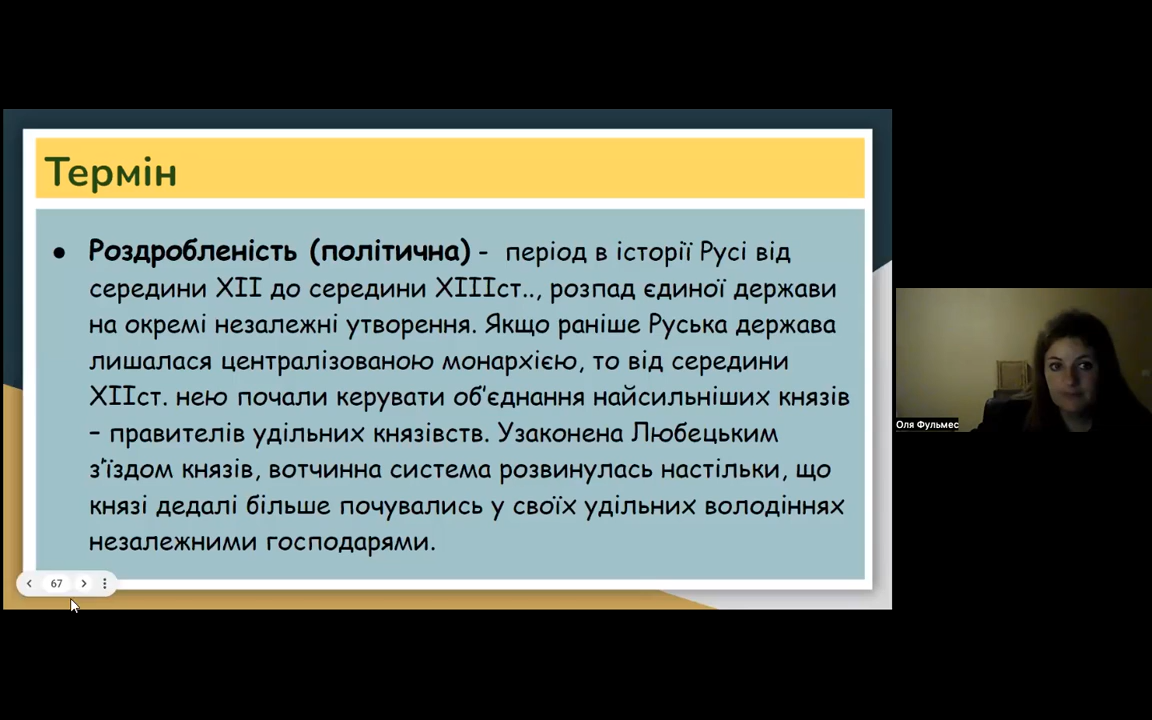 Термін
● Роздробленість (політична) - період в історії Русі від
середини XII до середини XIIIст.., розпад єдиної держави
на окремі незалежні утворення. Якщо раніше Руська держава
лишалася централізованою монархією, то від середини
XIIст. нею почали керувати об'єднання найсильніших князів
– правителів удільних князівств. Узаконена Любецьким
з'їздом князів, вотчинна система розвинулась настільки, що
князі дедалі більше почувались у своїх удільних володіннях
незалежними господарями.
67
Оля Фульмес